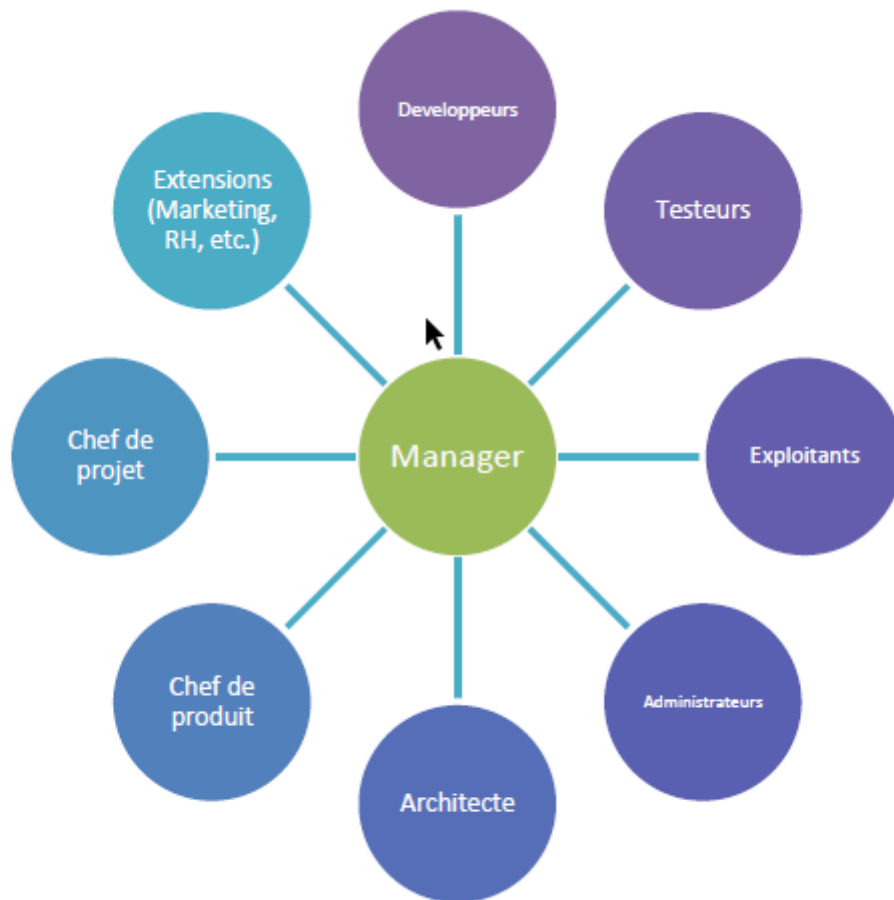 Developpeurs
Extensions
(Marketing,
RH, etc.)
Testeurs
Chef de
projet
Manager
Exploitants
Chef de
produit
Administrateurs
Architecte